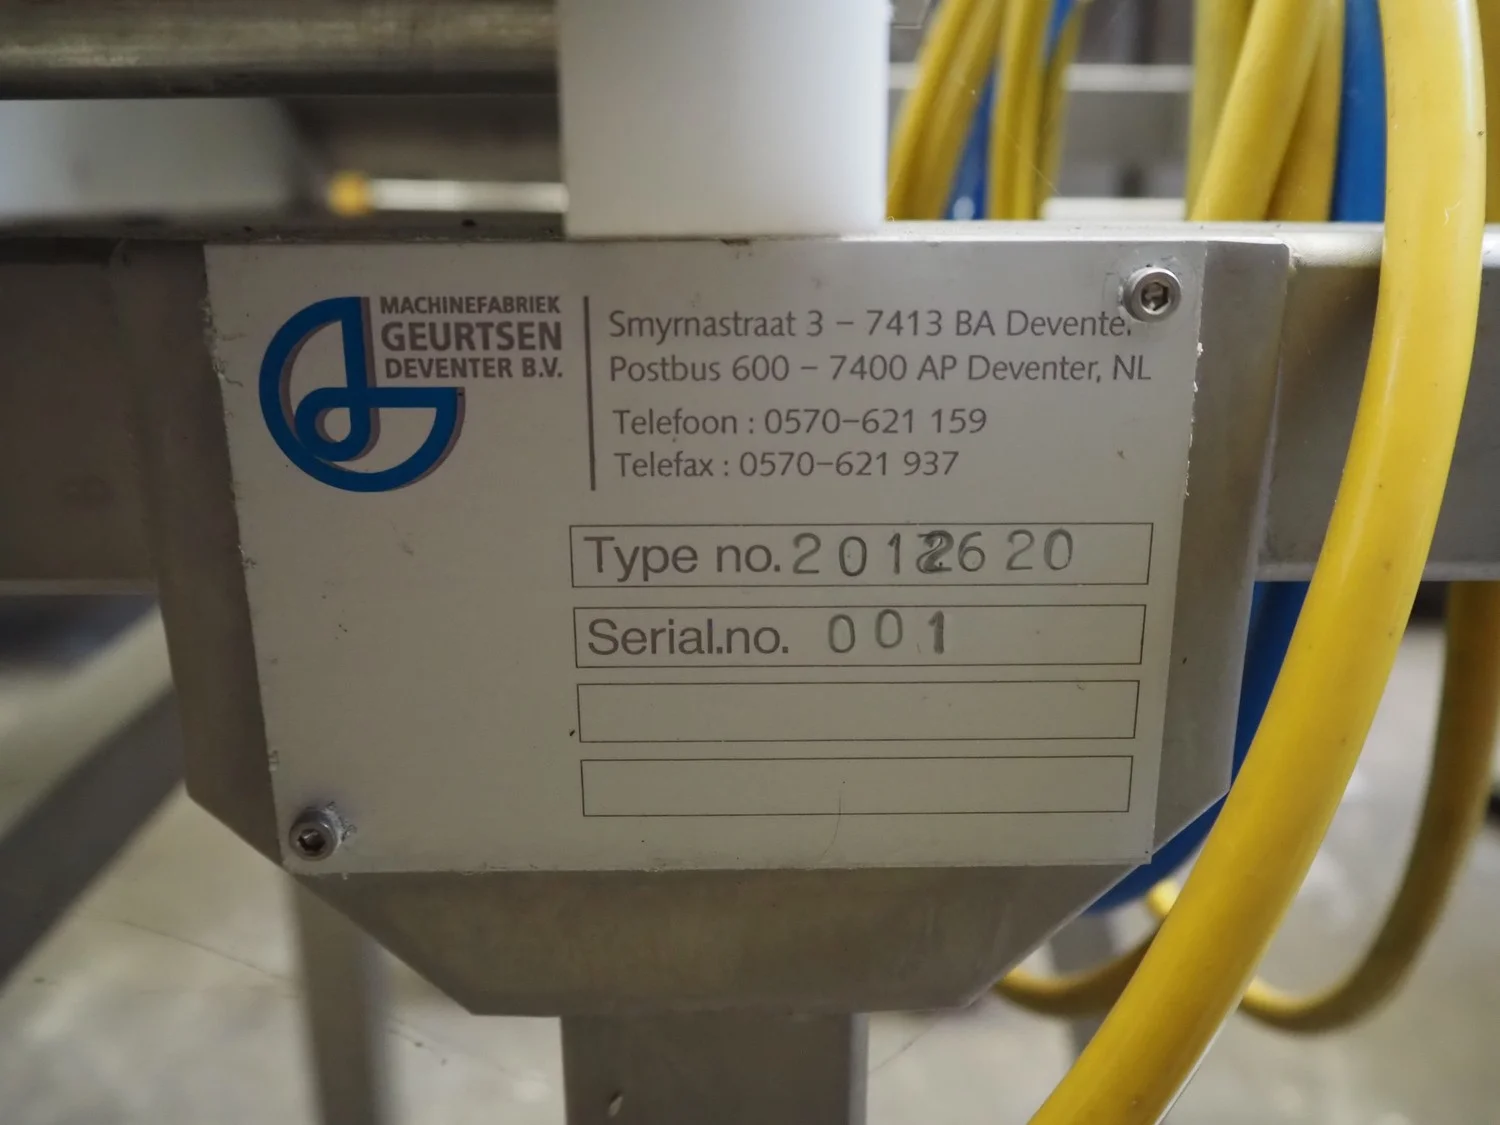 MACHINEFABRIEK
GEURTSEN
DEVENTER B.V.
Smyrnastraat 3 – 7413 BA Deventer
Postbus 600 – 7400 AP Deventer, NL
Telefoon : 0570–621 159
Telefax : 0570–621 937
Type no.
Serial.no. 001